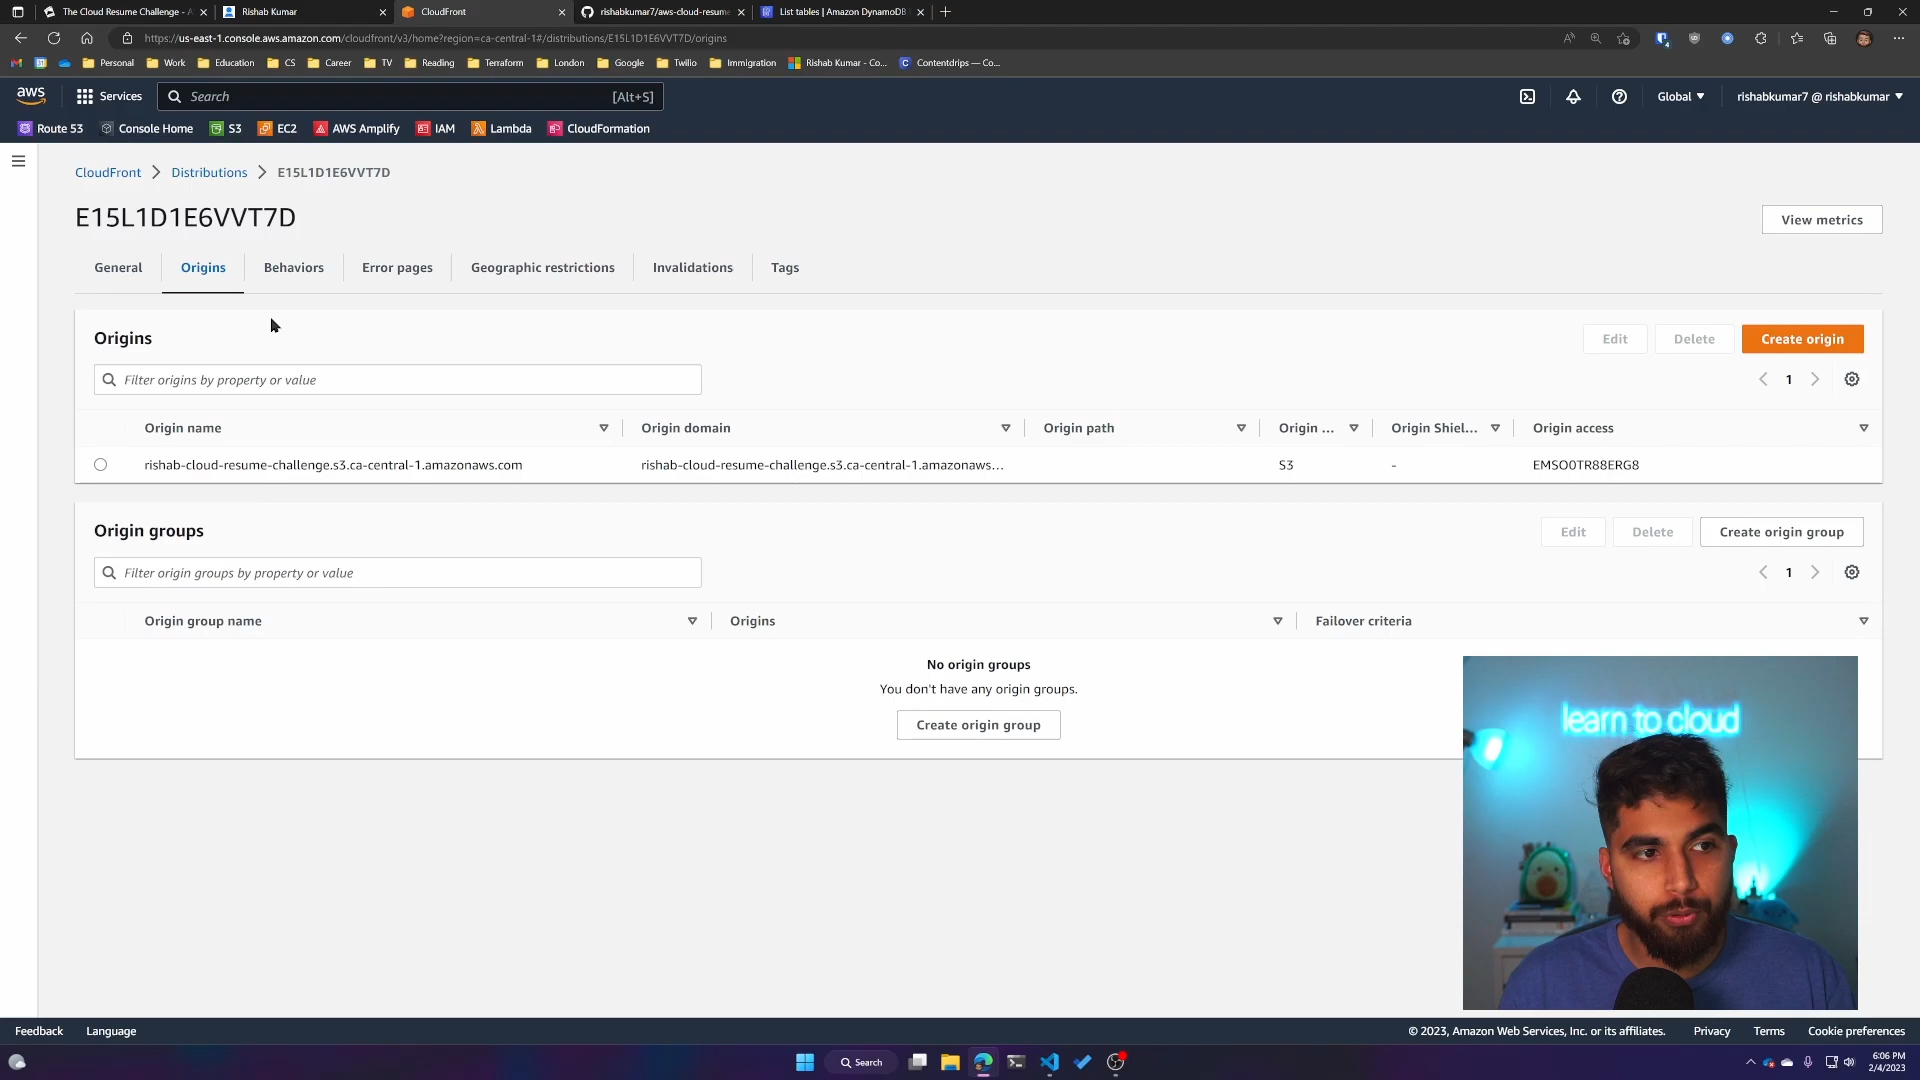 The Cloud Resume Challenge - A
Rishab Kumar
CloudFront
rishabkumar7/aws-cloud-resume
List tables | Amazon DynamoDB
https://us-east-1.console.aws.amazon.com/cloudfront/v3/home?region=ca-central-1#/distributions/E15L1D1E6VVT7D/origins
Personal
Work
Education
CS
Career
TV
Reading
Terraform
London
Google
Twilio
Immigration
Rishab Kumar - Co...
Contentdrips — Co...
aws
Services
Search
[Alt+S]
Global
rishabkumar7 @ rishabkumar
Route 53
Console Home
S3
EC2
AWS Amplify
IAM
Lambda
CloudFormation
CloudFront
Distributions
E15L1D1E6VVT7D
E15L1D1E6VVT7D
View metrics
General
Origins
Behaviors
Error pages
Geographic restrictions
Invalidations
Tags
Origins
Edit
Delete
Create origin
Filter origins by property or value
1
Origin name
Origin domain
Origin path
Origin ...
Origin Shiel...
Origin access
rishab-cloud-resume-challenge.s3.ca-central-1.amazonaws.com
rishab-cloud-resume-challenge.s3.ca-central-1.amazonaws...
S3
-
EMSO0TR88ERG8
Origin groups
Edit
Delete
Create origin group
Filter origin groups by property or value
1
Origin group name
Origins
Failover criteria
No origin groups
You don't have any origin groups.
Create origin group
learn to cloud
Feedback
Language
© 2023, Amazon Web Services, Inc. or its affiliates.
Privacy
Terms
Cookie preferences
Search
6:06 PM
2/4/2023